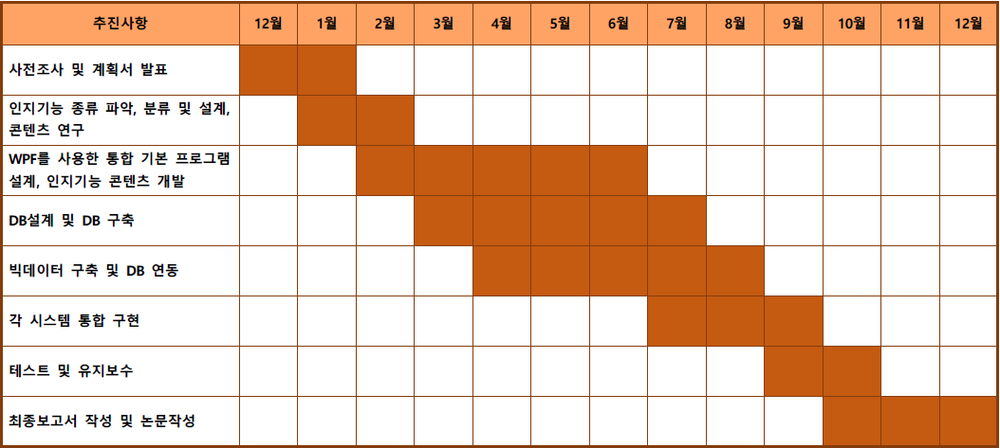 추진사항 12월 1월 2월 3월 4월 5월 6월 7월 8월 9월 10월 11월 12월
사전조사 및 계획서 발표
인지기능 종류 파악, 분류 및 설계,
콘텐츠 연구
WPF를 사용한 통합 기본 프로그램
설계, 인지기능 콘텐츠 개발
DB설계 및 DB 구축
빅데이터 구축 및 DB 연동
각 시스템 통합 구현
테스트 및 유지보수
최종보고서 작성 및 논문작성